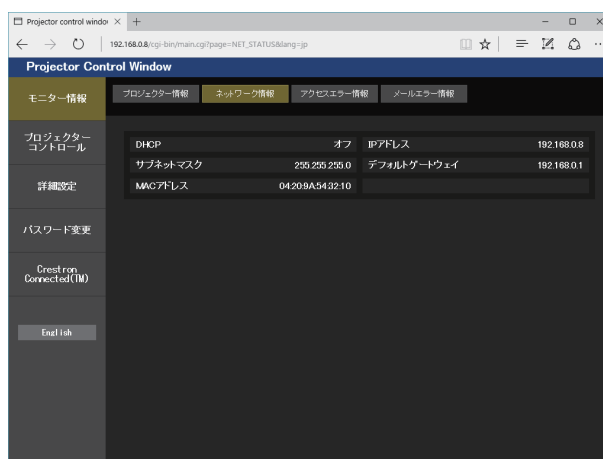 Projector control windo
192.168.0.8/cgi-bin/main.cgi?page=NET_STATUS&lang=jp
Projector Control Window
モニター情報
プロジェクター情報 ネットワーク情報 アクセスエラー情報 メールエラー情報
プロジェクター
コントロール
詳細設定
パスワード変更
Crestron
Connected(TM)
English
DHCP オフ IPアドレス 192.168.0.8
サブネットマスク 255.255.255.0 デフォルトゲートウェイ 192.168.0.1
MACアドレス 04:20:9A:54:32:10